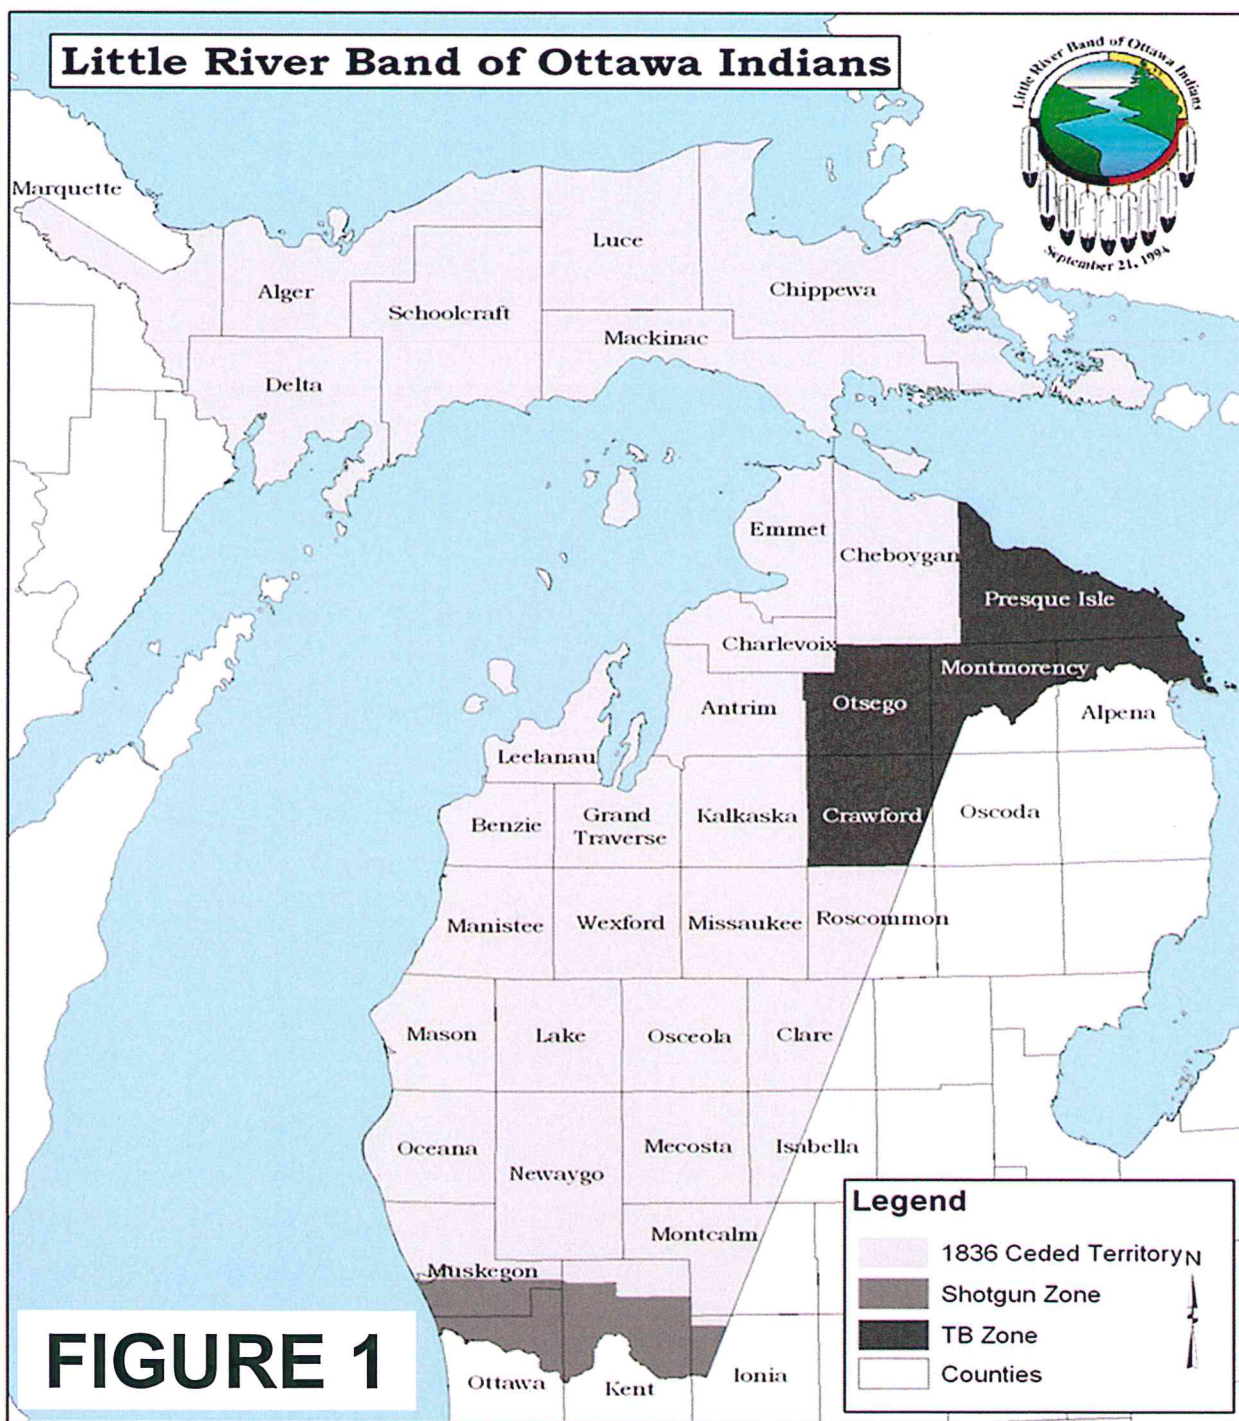 Little River Band of Ottawa Indians
Little River Band of Ottawa Indians
September 21, 1994
Marquette
Luce
Alger
Chippewa
Schoolcraft
Mackinac
Delta
Emmet
Cheboygan
Presque Isle
Charlevoix
Montmorency
Antrim
Otsego
Alpena
Leelanau
Benzie
Grand
Traverse
Kalkaska
Crawford
Oscoda
Manistee
Wexford
Missaukee
Roscommon
Mason
Lake
Osceola
Clare
Oceana
Newaygo
Mecosta
Isabella
Montcalm
Muskegon
Ottawa
Kent
Ionia
Legend
1836 Ceded Territory
N
Shotgun Zone
TB Zone
Counties
FIGURE 1